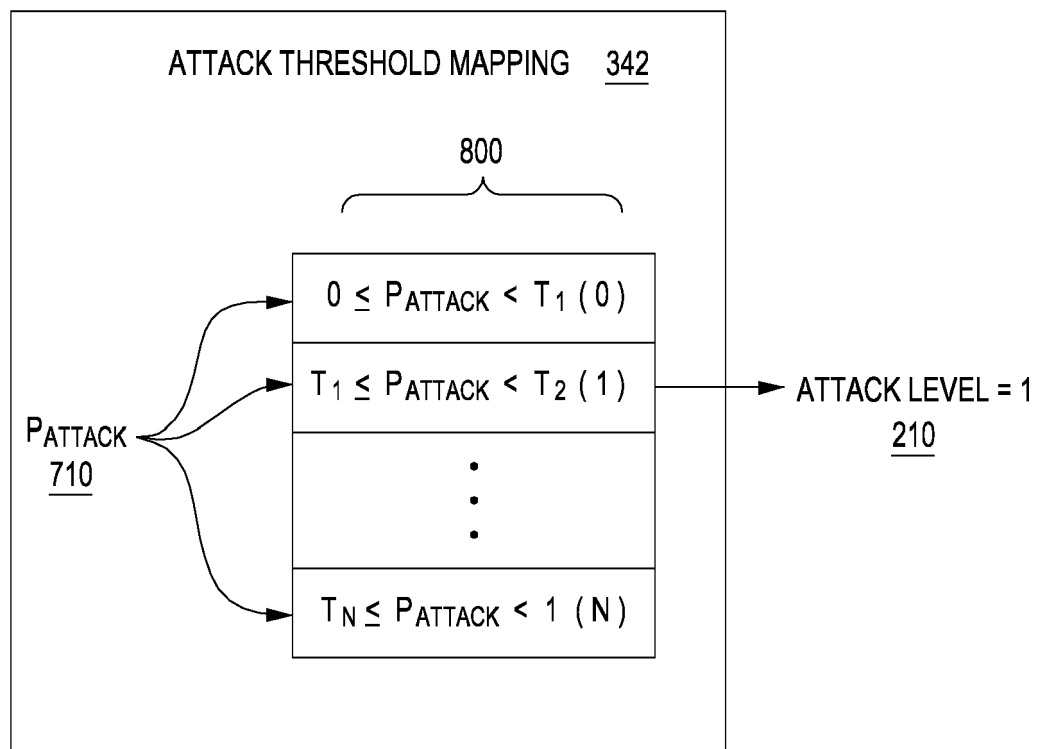 ATTACK THRESHOLD MAPPING 342
800
0 ≤ PATTACK < T1 (0)
T1 ≤ PATTACK < T2 (1)
ATTACK LEVEL = 1
210
PATTACK
710
TN ≤ PATTACK < 1 (N)